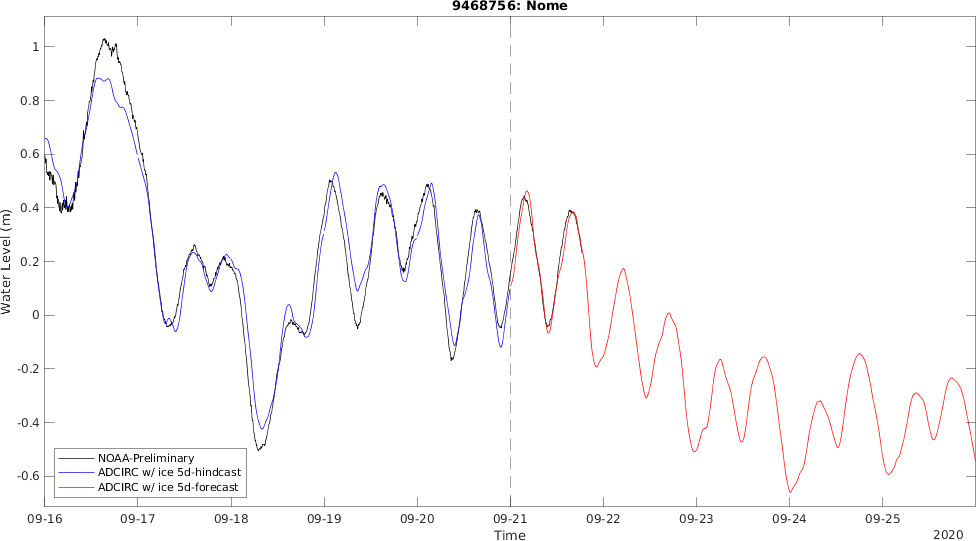 9468756: Nome
Water Level (m)
1
0.8
0.6
0.4
0.2
0
-0.2
-0.4
-0.6
NOAA-Preliminary
ADCIRC w/ ice 5d-hindcast
ADCIRC w/ ice 5d-forecast
09-16 09-17 09-18 09-19 09-20 09-21 09-22 09-23 09-24 09-25
Time
2020